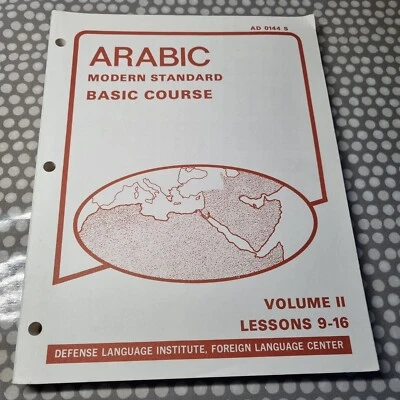 AD 0144 S
ARABIC
MODERN STANDARD
BASIC COURSE
VOLUME II
LESSONS 9-16
DEFENSE LANGUAGE INSTITUTE, FOREIGN LANGUAGE CENTER